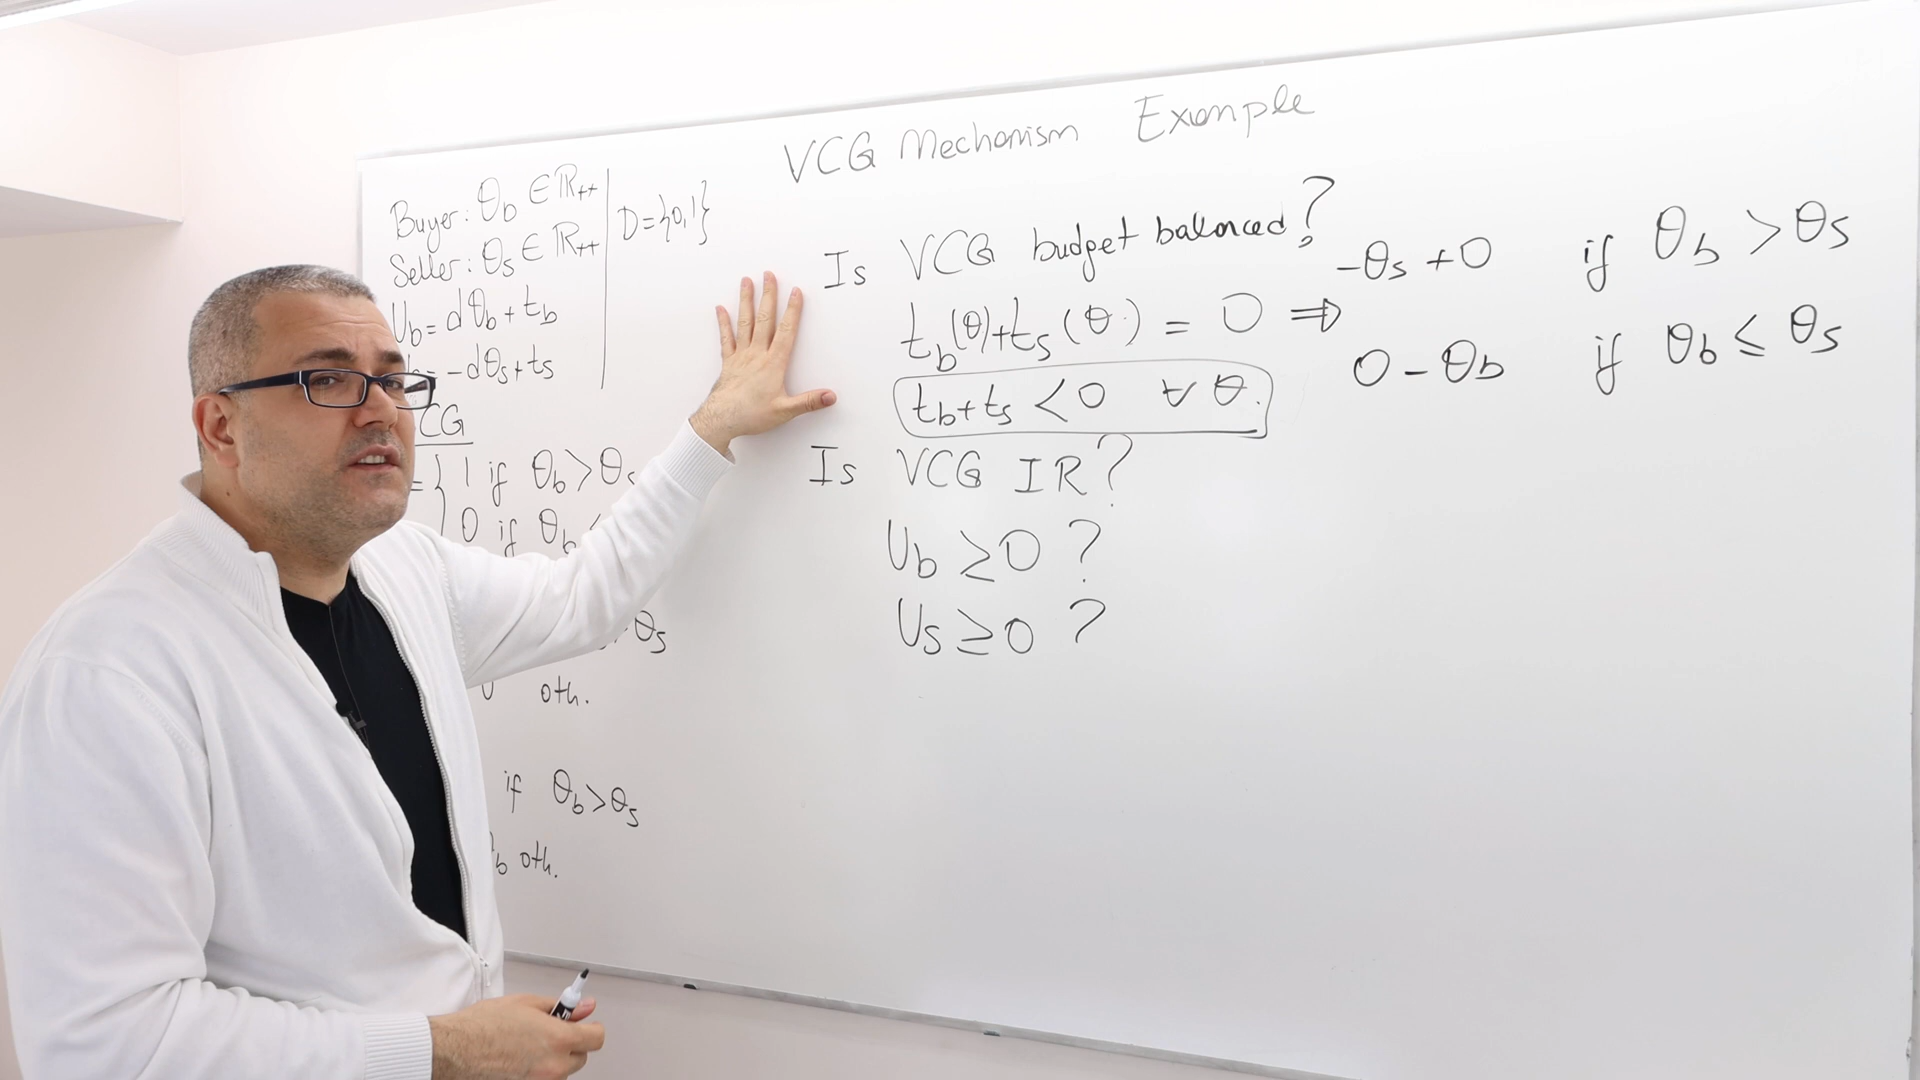 VCG Mechanism Example
Buyer: θb ∈ ℝ++
Seller: θs ∈ ℝ++
D={0,1}
Ub = dθb + tb
= -dθs + ts
CG
= { 1 if θb > θs
0 if θb
θs
oth.
if θb > θs
b oth.
Is VCG budget balanced?
tb(θ)+ts(θ) = 0 ⇒
-θs + 0 if θb > θs
0 - θb if θb ≤ θs
tb+ts < 0 ∀ θ.
Is VCG IR?
Ub ≥ 0 ?
Us ≥ 0 ?